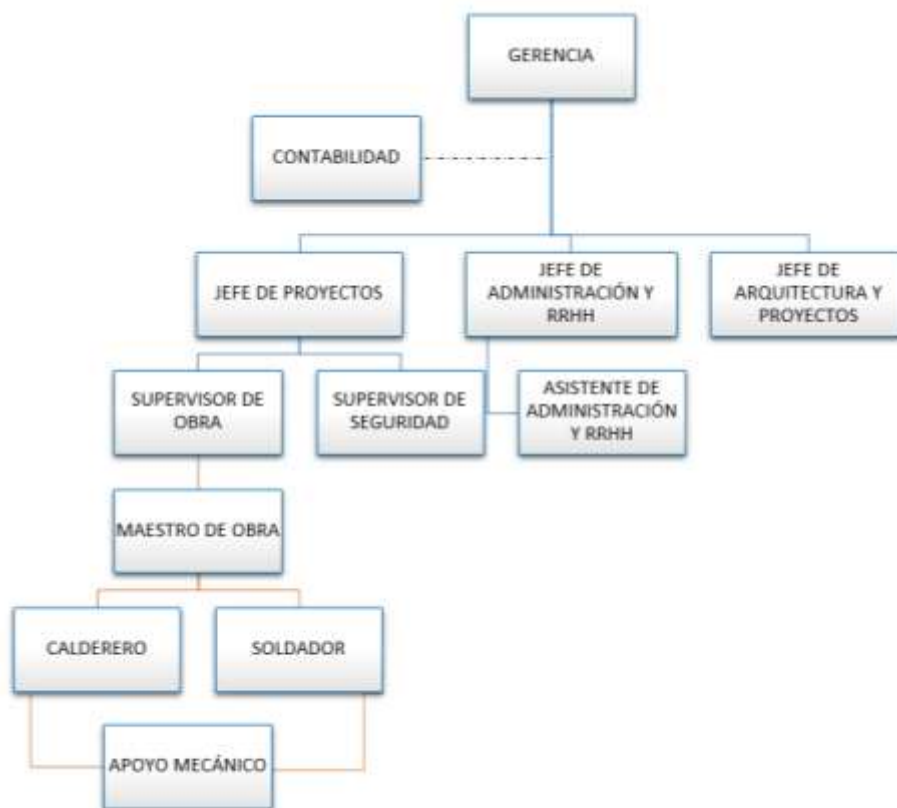 GERENCIA
CONTABILIDAD
JEFE DE PROYECTOS
JEFE DE
ADMINISTRACIÓN Y
RRHH
JEFE DE
ARQUITECTURA Y
PROYECTOS
SUPERVISOR DE
OBRA
SUPERVISOR DE
SEGURIDAD
ASISTENTE DE
ADMINISTRACIÓN
Y RRHH
MAESTRO DE OBRA
CALDERERO
SOLDADOR
APOYO MECÁNICO